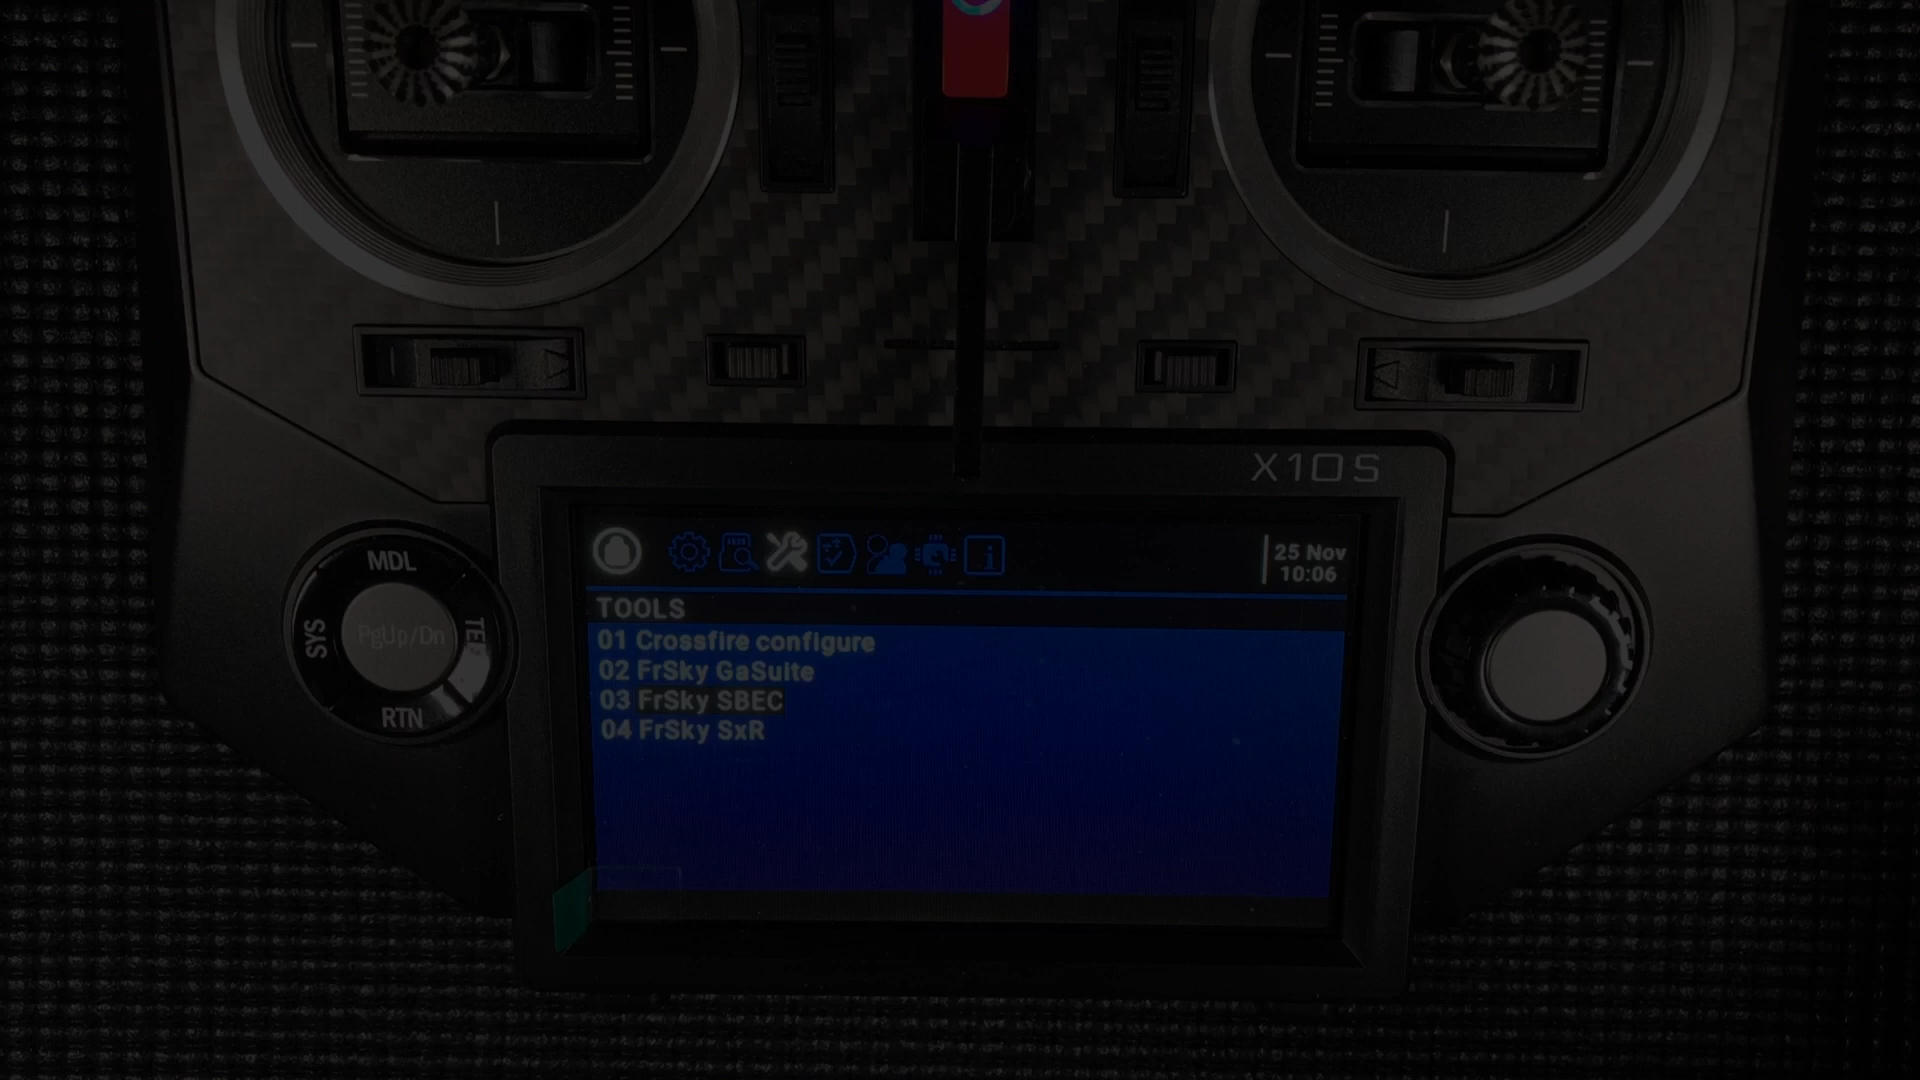 X10S
25 Nov
10:06
TOOLS
01 Crossfire configure
02 FrSky GaSuite
03 FrSky SBEC
04 FrSky SxR
MDL
SYS
PgUp/Dn
TELE
RTN